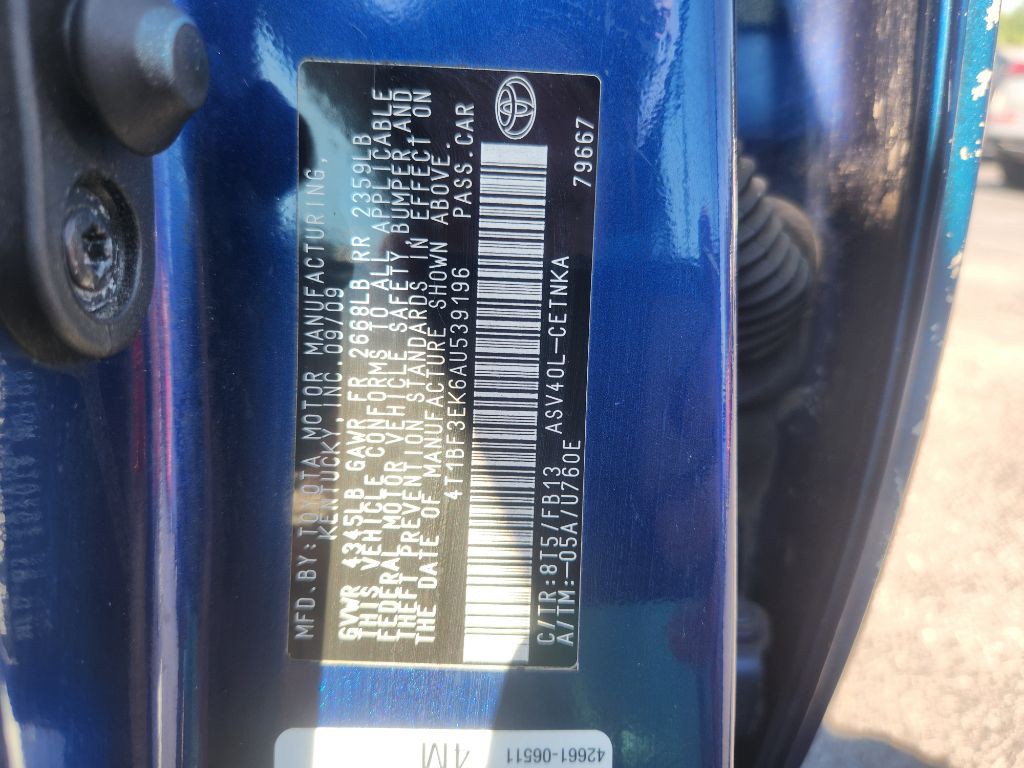 MFD.BY:TOYOTA MOTOR MANUFACTURING,
KENTUCKY, INC. 09/09
GVWR 4345LB GAWR FR 2668LB RR 2359LB
THIS VEHICLE CONFORMS TO ALL APPLICABLE
FEDERAL MOTOR VEHICLE SAFETY, BUMPER, AND
THEFT PREVENTION STANDARDS IN EFFECT ON
THE DATE OF MANUFACTURE SHOWN ABOVE.
4T1BF3EK6AU539196 PASS.CAR
C/TR:8T5/FB13 ASV40L-CETNKA
A/TM:-05A/U760E 79667
4M
42661-06511